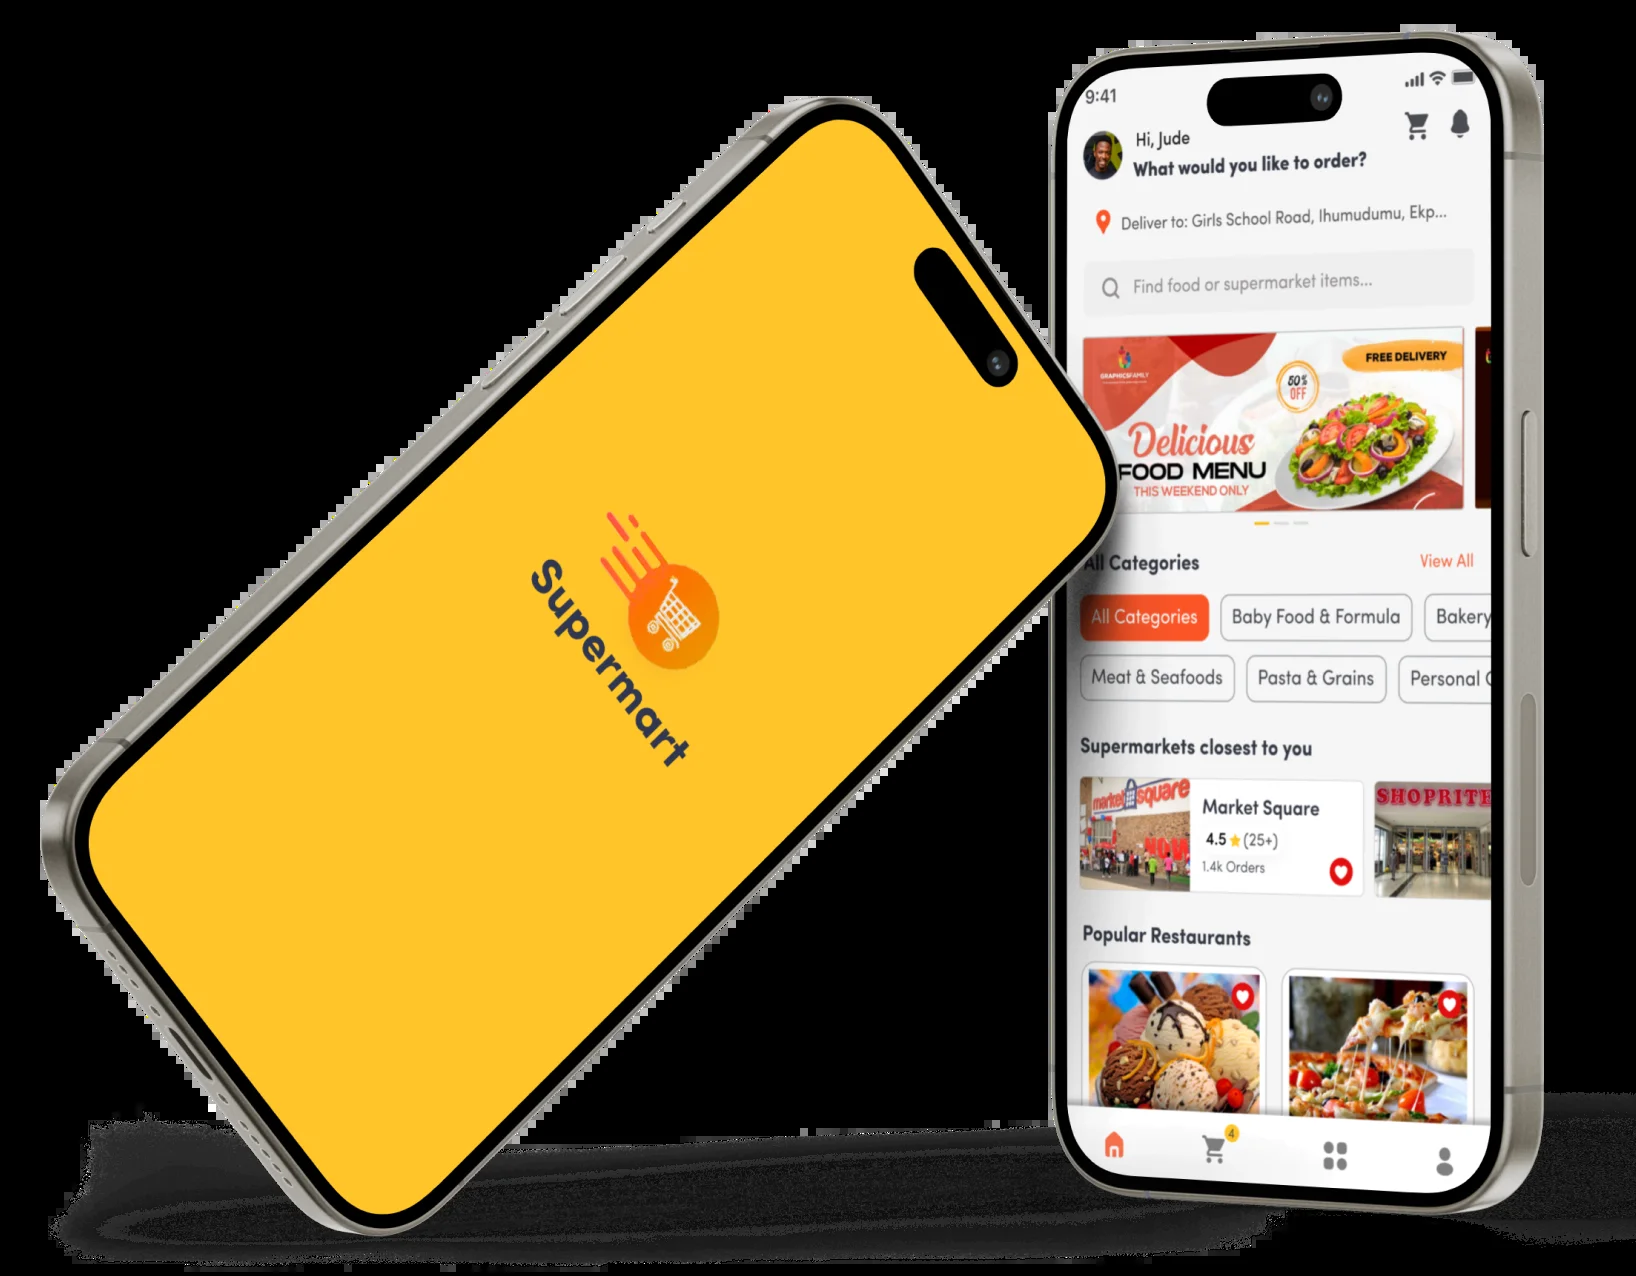 Supermart
9:41
Hi, Jude
What would you like to order?
Deliver to: Girls School Road, Ihumudumu, Ekp...
Find food or supermarket items...
GRAPHICSFAMILY
FREE DELIVERY
50%
OFF
Delicious
FOOD MENU
THIS WEEKEND ONLY
All Categories
View All
All Categories
Baby Food & Formula
Bakery
Meat & Seafoods
Pasta & Grains
Personal
Supermarkets closest to you
market square
NOW
Market Square
4.5 (25+)
1.4k Orders
SHOPRITE
Popular Restaurants
4